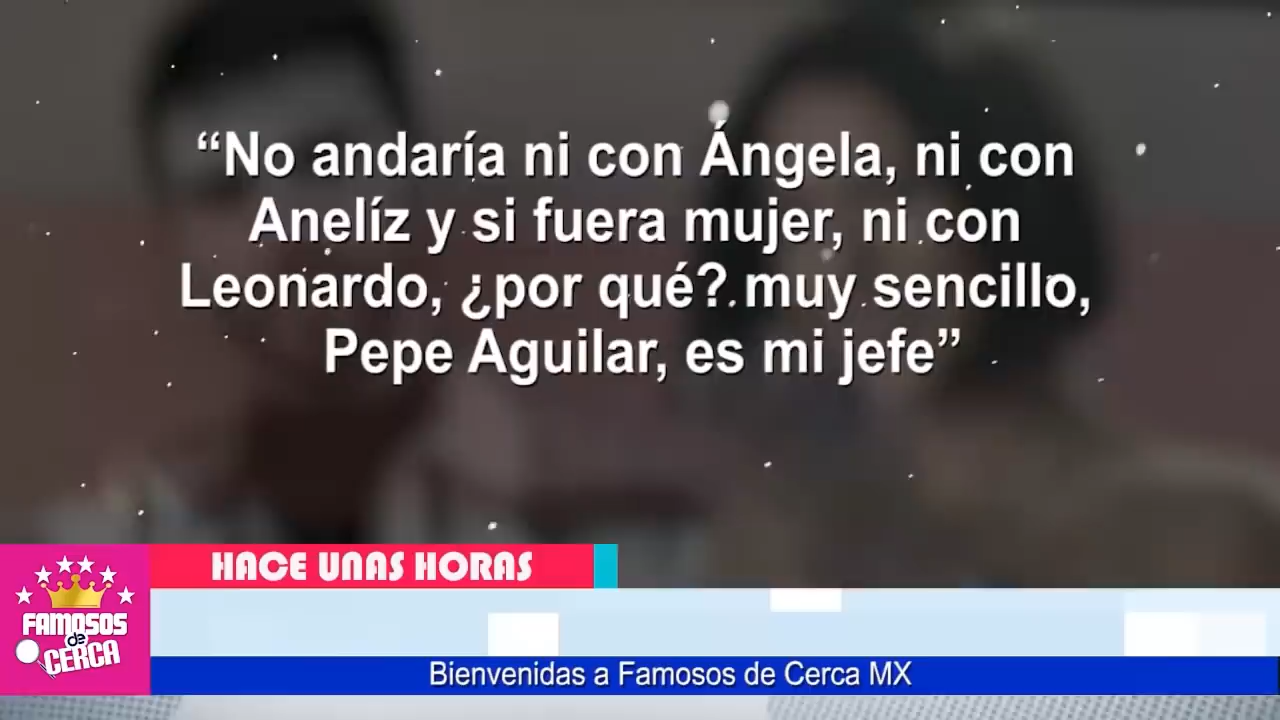 “No andaría ni con Ángela, ni con
Anelíz y si fuera mujer, ni con
Leonardo, ¿por qué? muy sencillo,
Pepe Aguilar, es mi jefe”
HACE UNAS HORAS
FAMOSOS
de
CERCA
Bienvenidas a Famosos de Cerca MX